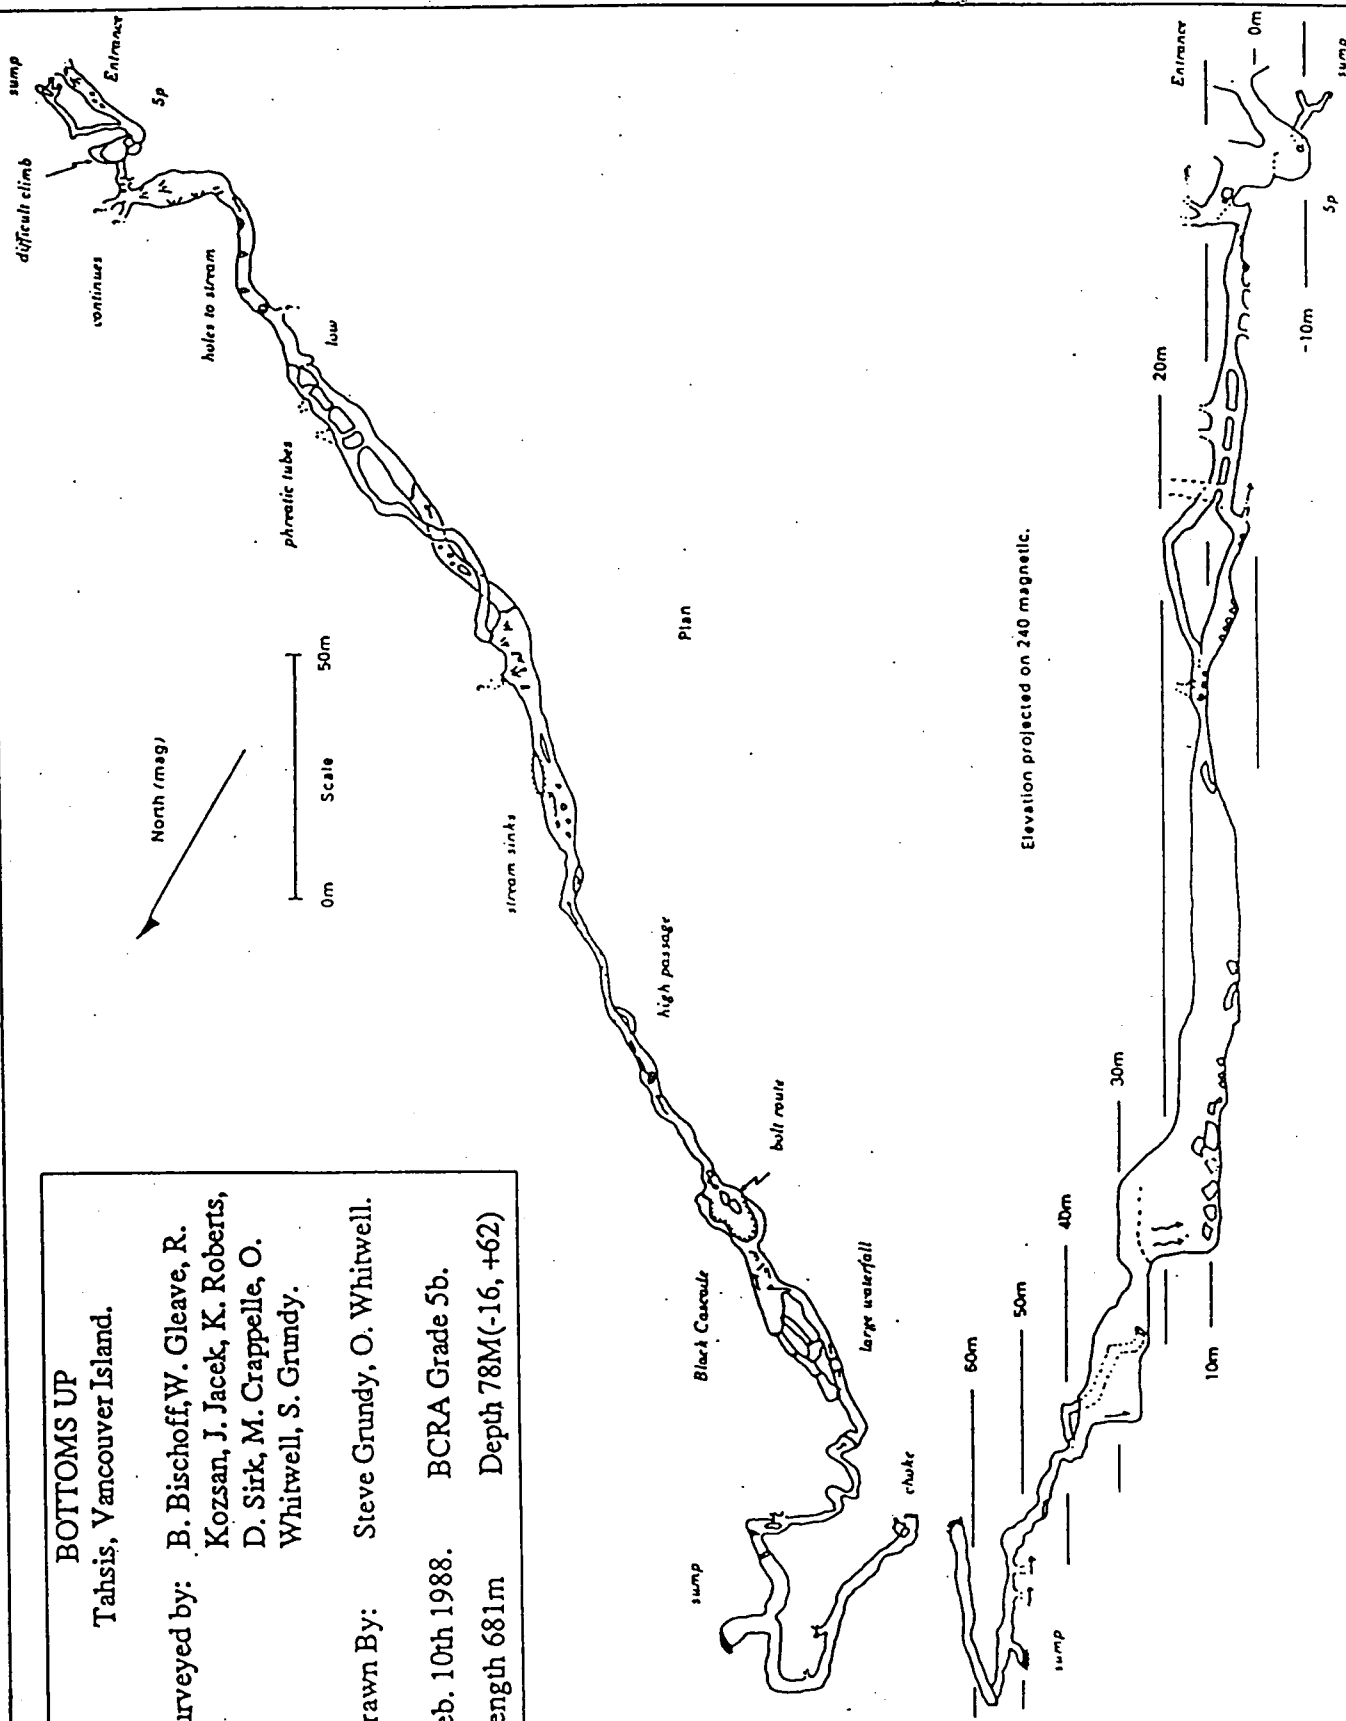 BOTTOMS UP
Tahsis, Vancouver Island.
urveyed by: B. Bischoff, W. Gleave, R.
Kozsan, J. Jacek, K. Roberts,
D. Sirk, M. Crappelle, O.
Whitwell, S. Grundy.
rawn By: Steve Grundy, O. Whitwell.
eb. 10th 1988. BCRA Grade 5b.
ength 681m Depth 78M(-16, +62)
North (mag)
0m Scale 50m
sump
Entrance
5p
difficult climb
continues
?
?
holes to stream
?
low
phreatic tubes
?
stream sinks
high passage
bolt route
Black Cascade
large waterfall
sump
choke
Plan
Elevation projected on 240 magnetic.
Entrance
0m
sump
5p
-10m
20m
?
30m
10m
40m
50m
60m
sump